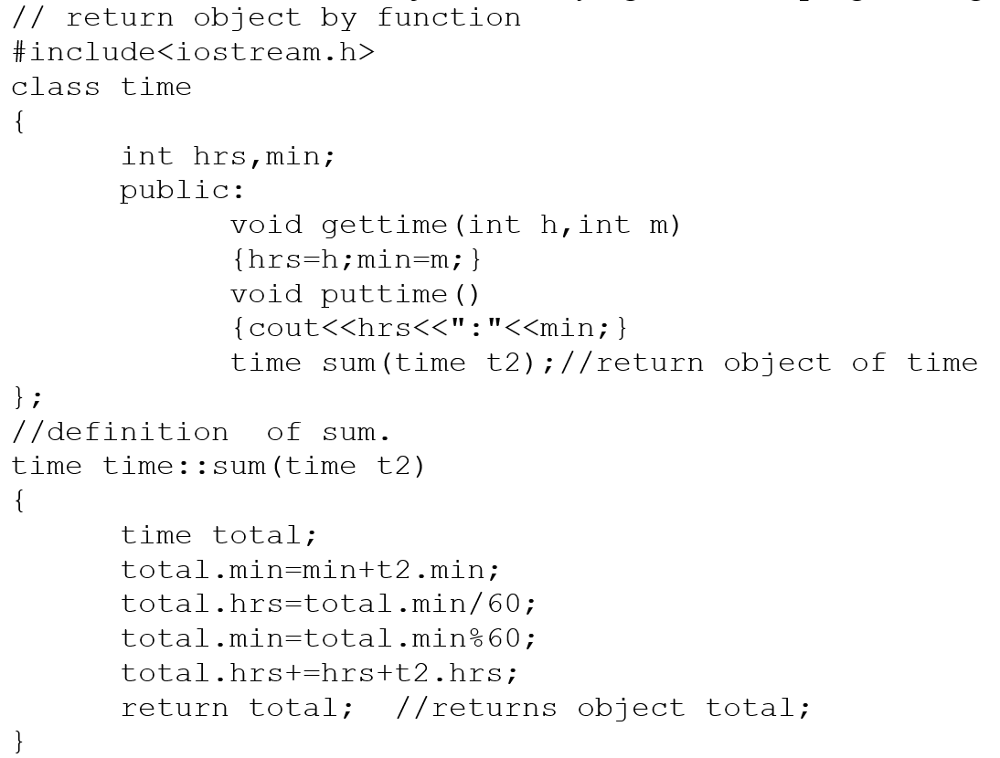 // return object by function
#include<iostream.h>
class time
{
      int hrs,min;
      public:
            void gettime(int h,int m)
            {hrs=h;min=m;}
            void puttime()
            {cout<<hrs<<":"<<min;}
            time sum(time t2);//return object of time
};
//definition  of sum.
time time::sum(time t2)
{
      time total;
      total.min=min+t2.min;
      total.hrs=total.min/60;
      total.min=total.min%60;
      total.hrs+=hrs+t2.hrs;
      return total;  //returns object total;
}